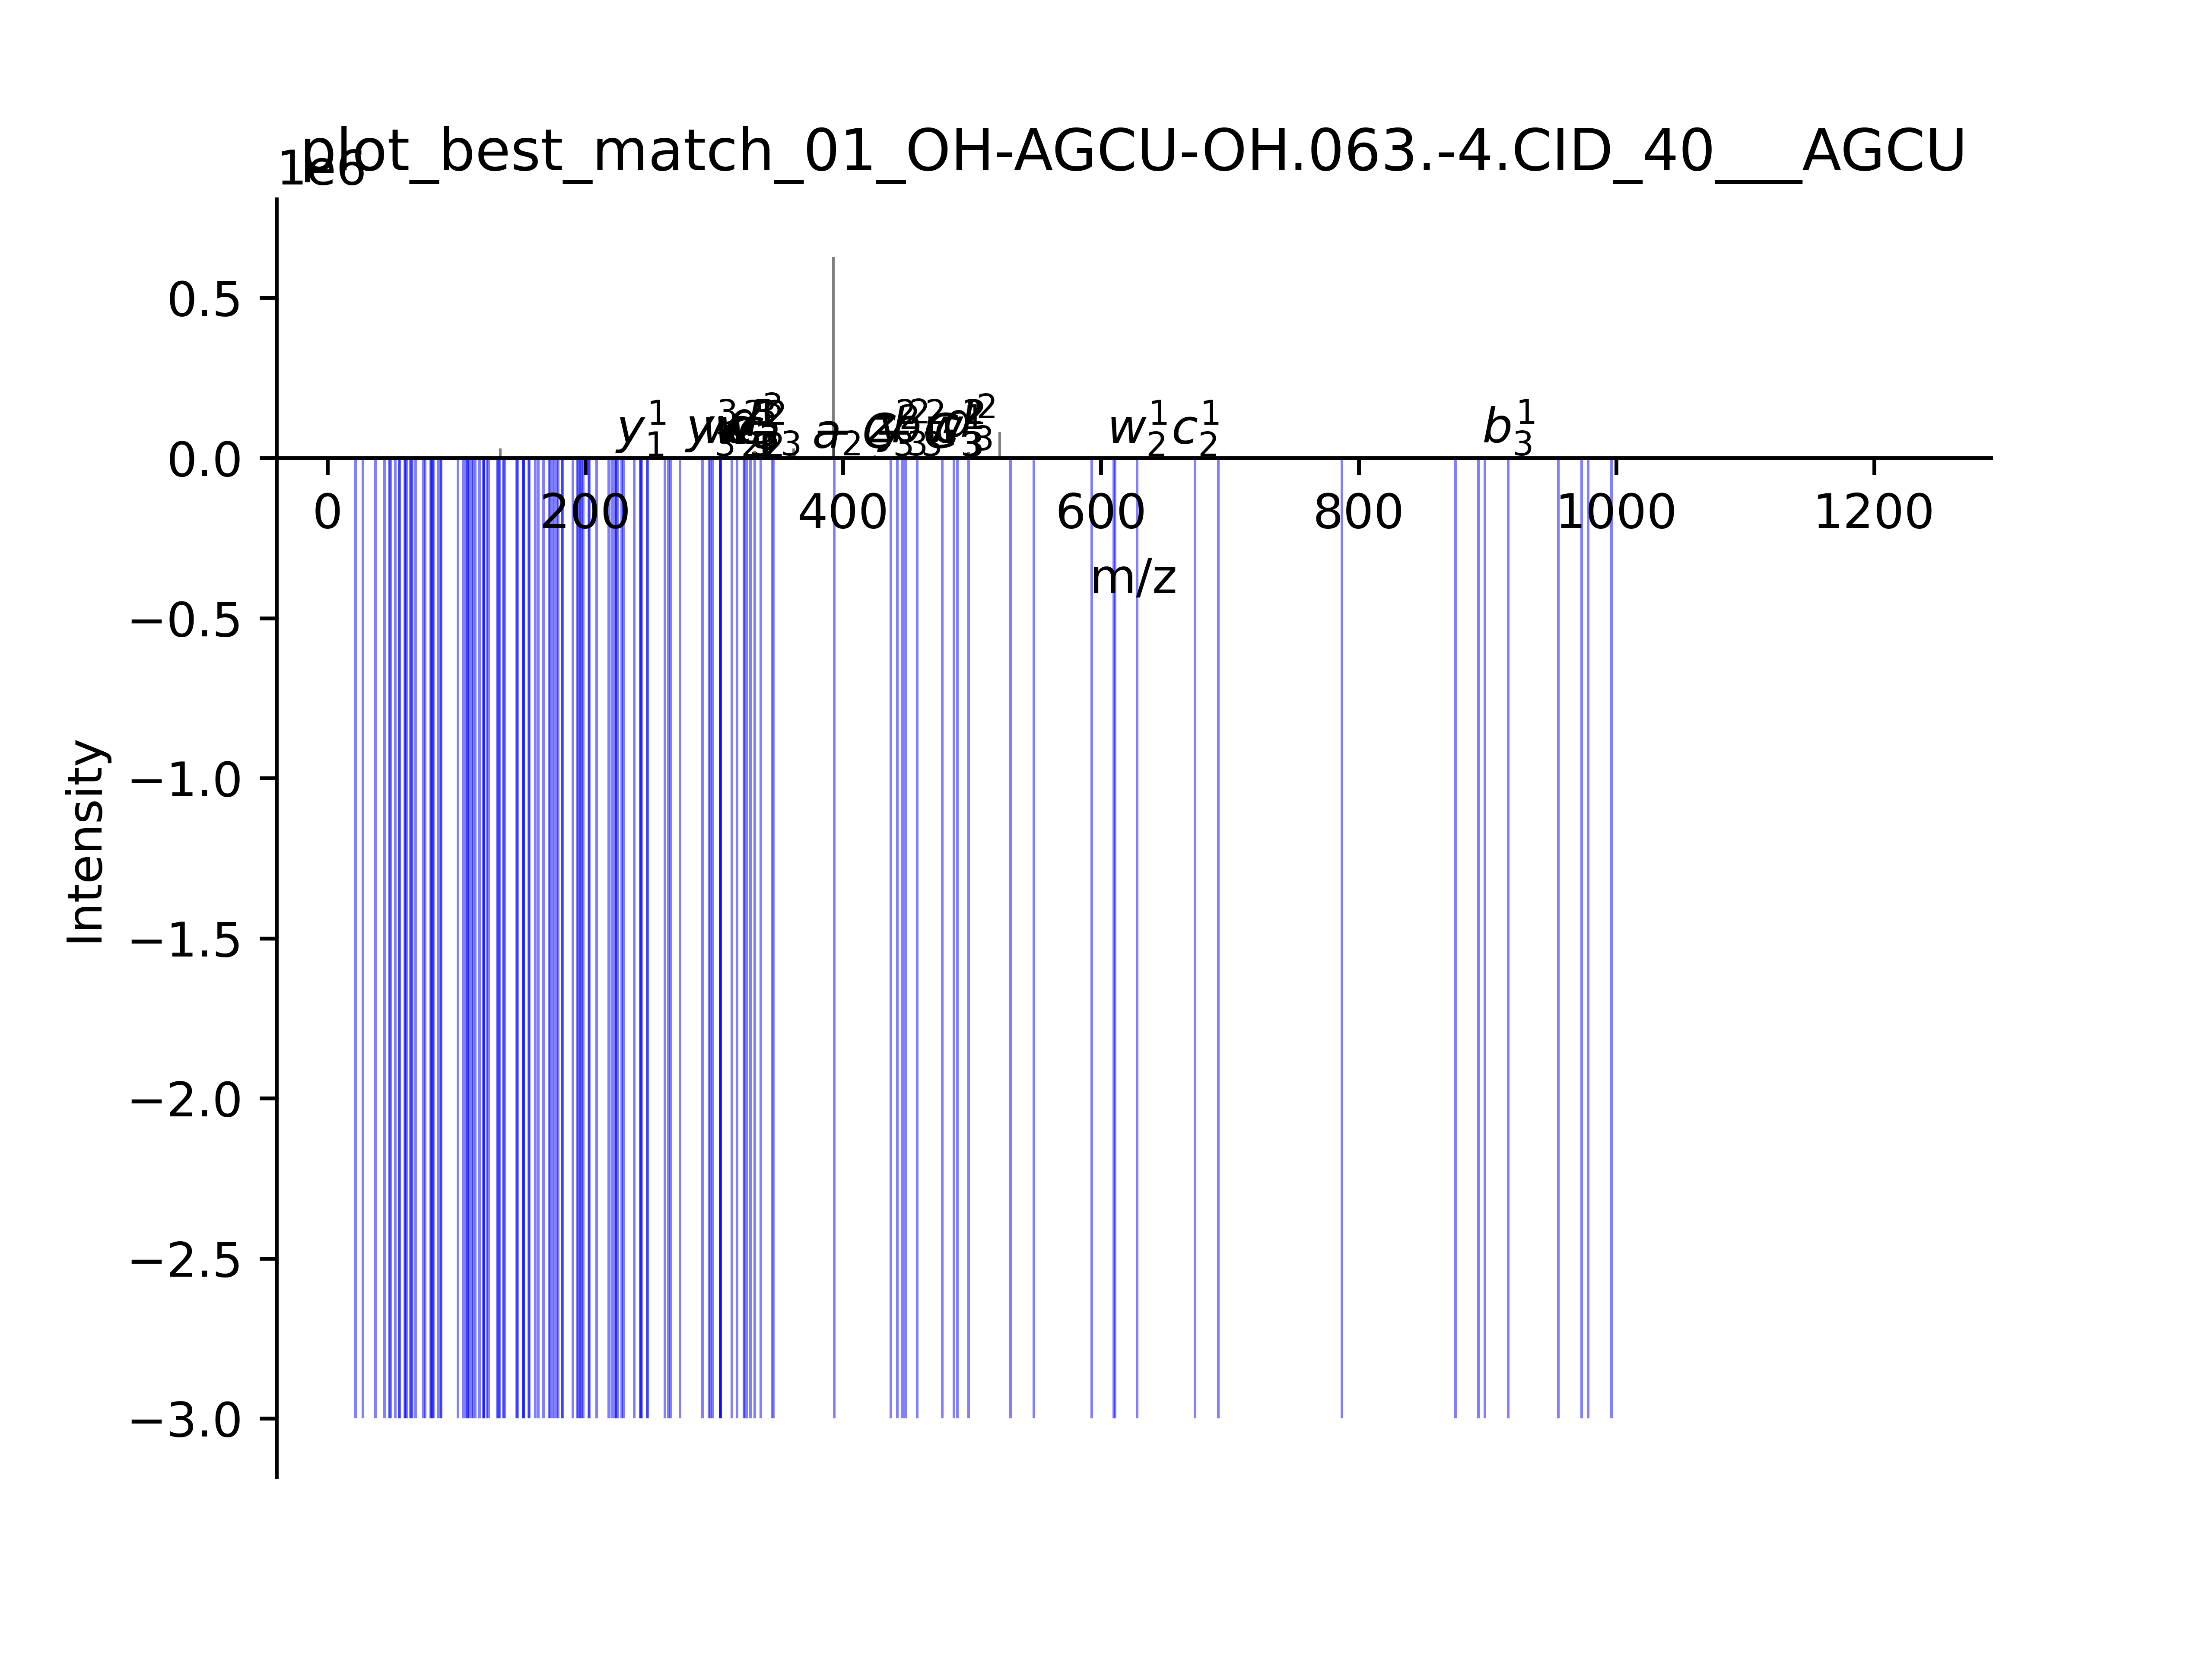 plot_best_match_01_OH-AGCU-OH.063.-4.CID_40___AGCU
1e6
0.5
0.0
−0.5
−1.0
−1.5
−2.0
−2.5
−3.0
Intensity
y 1 1
w 1 2 c 1 2
b 1 3
0 200 400 600 800 1000 1200
m/z